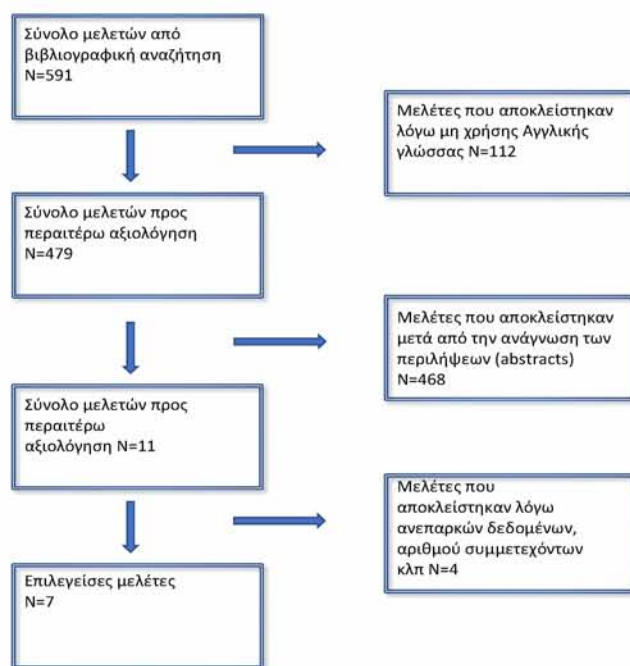 Σύνολο μελετών από
βιβλιογραφική αναζήτηση
N=591
Μελέτες που αποκλείστηκαν
λόγω μη χρήσης Αγγλικής
γλώσσας N=112
Σύνολο μελετών προς
περαιτέρω αξιολόγηση
N=479
Μελέτες που αποκλείστηκαν
μετά από την ανάγνωση των
περιλήψεων (abstracts)
N=468
Σύνολο μελετών προς
περαιτέρω
αξιολόγηση N=11
Μελέτες που
αποκλείστηκαν λόγω
ανεπαρκών δεδομένων,
αριθμού συμμετεχόντων
κλπ N=4
Επιλεγείσες μελέτες
N=7